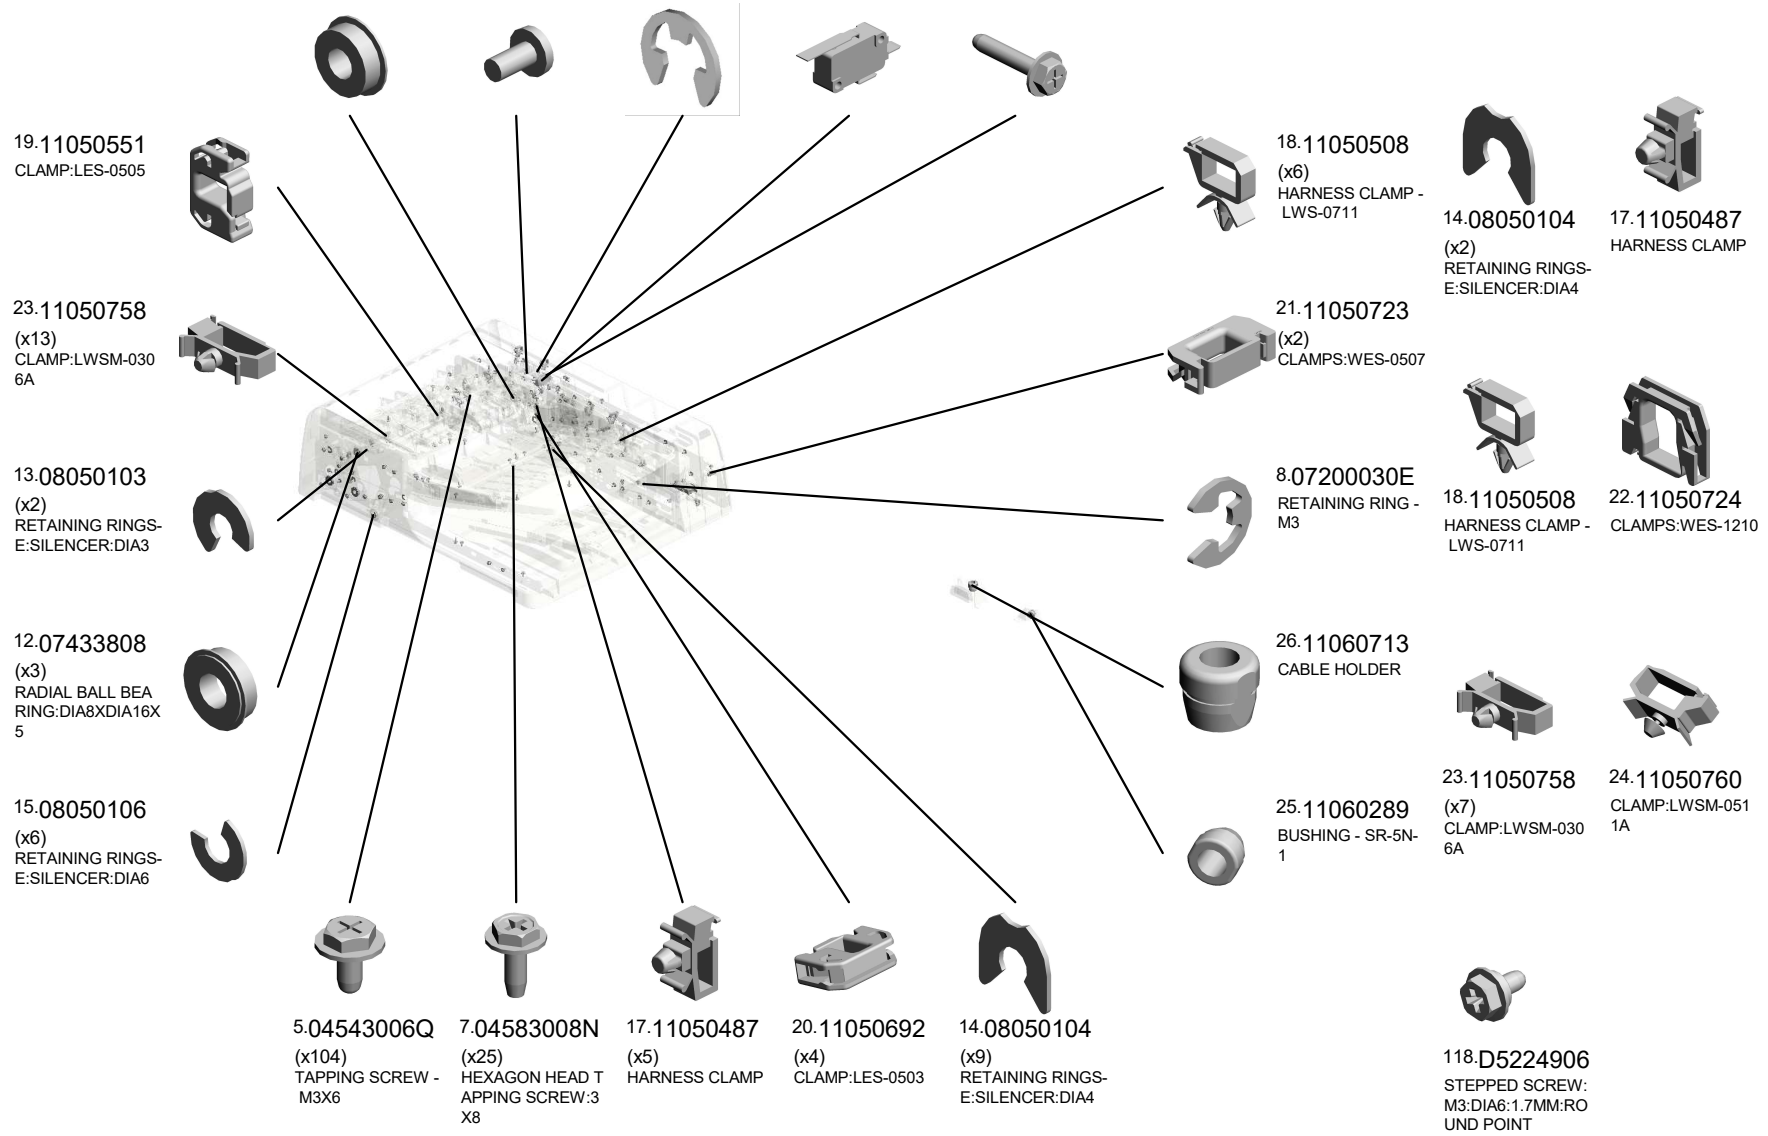 19.11050551
CLAMP:LES-0505
23.11050758
(x13)
CLAMP:LWSM-030
6A
13.08050103
(x2)
RETAINING RINGS-
E:SILENCER:DIA3
12.07433808
(x3)
RADIAL BALL BEA
RING:DIA8XDIA16X
5
15.08050106
(x6)
RETAINING RINGS-
E:SILENCER:DIA6
5.04543006Q
(x104)
TAPPING SCREW -
M3X6
7.04583008N
(x25)
HEXAGON HEAD T
APPING SCREW:3
X8
17.11050487
(x5)
HARNESS CLAMP
20.11050692
(x4)
CLAMP:LES-0503
14.08050104
(x9)
RETAINING RINGS-
E:SILENCER:DIA4
18.11050508
(x6)
HARNESS CLAMP -
LWS-0711
21.11050723
(x2)
CLAMPS:WES-0507
8.07200030E
RETAINING RING -
M3
26.11060713
CABLE HOLDER
25.11060289
BUSHING - SR-5N-
1
14.08050104
(x2)
RETAINING RINGS-
E:SILENCER:DIA4
17.11050487
HARNESS CLAMP
18.11050508
HARNESS CLAMP -
LWS-0711
22.11050724
CLAMPS:WES-1210
23.11050758
(x7)
CLAMP:LWSM-030
6A
24.11050760
CLAMP:LWSM-051
1A
118.D5224906
STEPPED SCREW:
M3:DIA6:1.7MM:RO
UND POINT